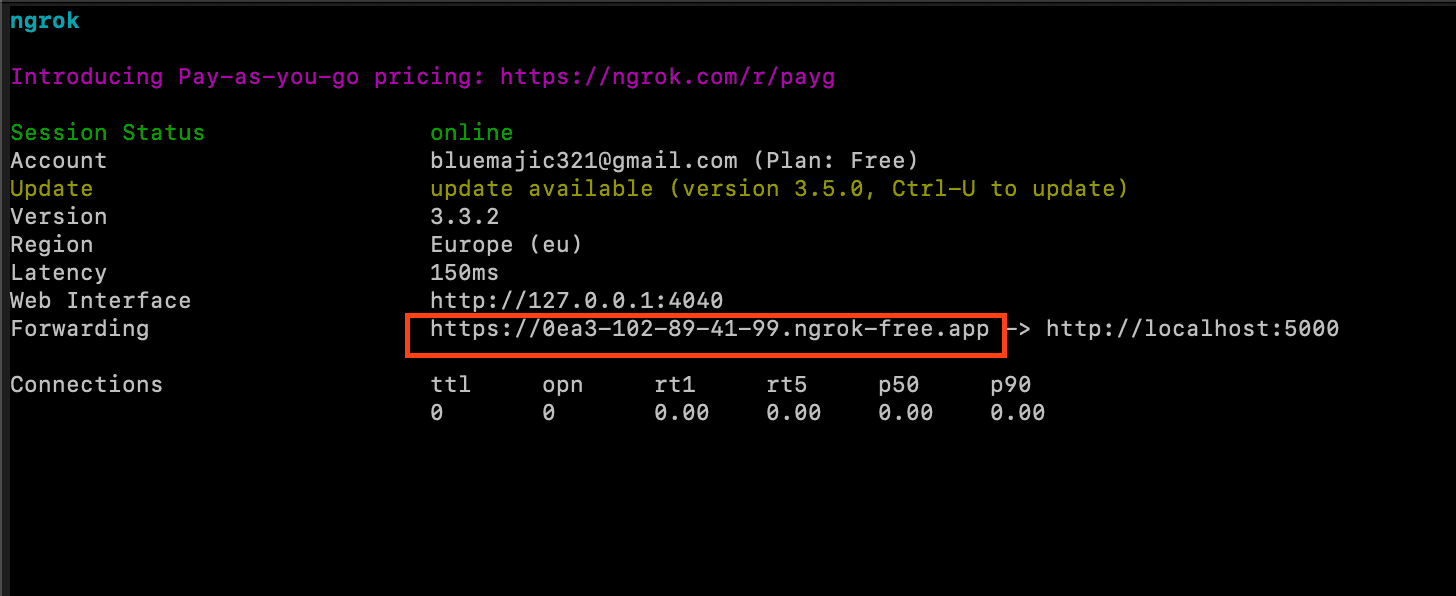 ngrok
Introducing Pay-as-you-go pricing: https://ngrok.com/r/payg
Session Status online
Account bluemajic321@gmail.com (Plan: Free)
Update update available (version 3.5.0, Ctrl-U to update)
Version 3.3.2
Region Europe (eu)
Latency 150ms
Web Interface http://127.0.0.1:4040
Forwarding https://0ea3-102-89-41-99.ngrok-free.app -> http://localhost:5000
Connections ttl opn rt1 rt5 p50 p90
0 0 0.00 0.00 0.00 0.00